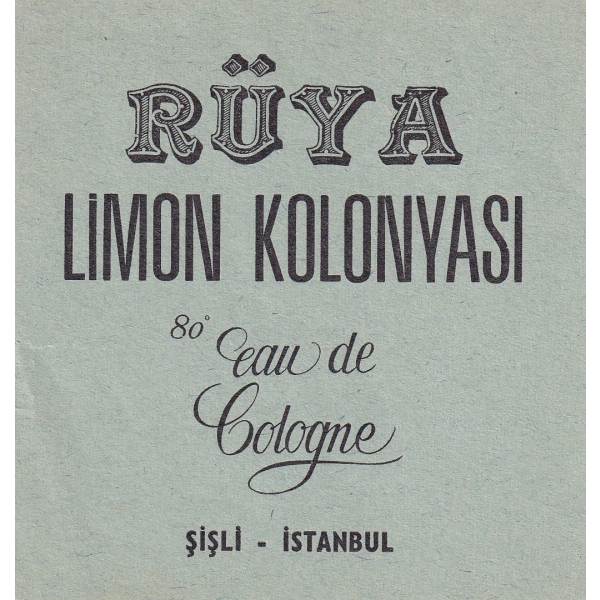 RÜYA
LİMON KOLONYASI
80° eau de
Cologne
ŞİŞLİ - İSTANBUL